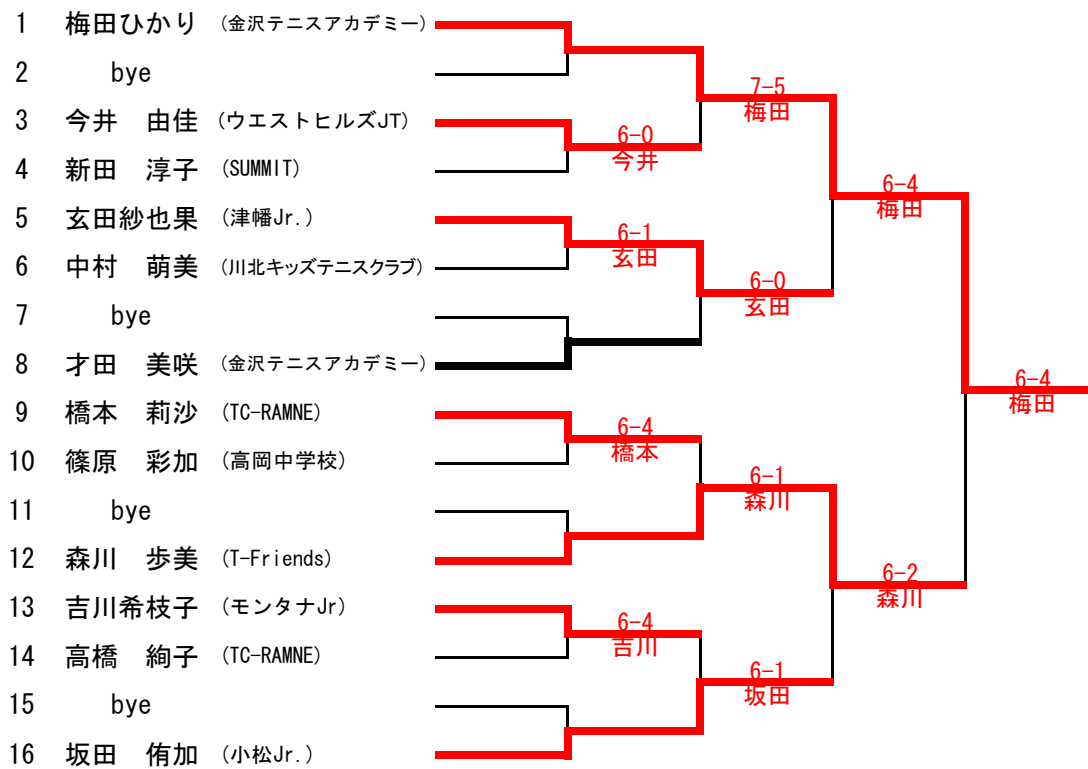 1 梅田ひかり (金沢テニスアカデミー)
2 bye
3 今井 由佳 (ウエストヒルズJT)
4 新田 淳子 (SUMMIT)
5 玄田紗也果 (津幡Jr.)
6 中村 萌美 (川北キッズテニスクラブ)
7 bye
8 才田 美咲 (金沢テニスアカデミー)
9 橋本 莉沙 (TC-RAMNE)
10 篠原 彩加 (高岡中学校)
11 bye
12 森川 歩美 (T-Friends)
13 吉川希枝子 (モンタナJr)
14 高橋 絢子 (TC-RAMNE)
15 bye
16 坂田 侑加 (小松Jr.)
6-0
今井
6-1
玄田
6-4
橋本
6-4
吉川
7-5
梅田
6-0
玄田
6-1
森川
6-1
坂田
6-4
梅田
6-2
森川
6-4
梅田